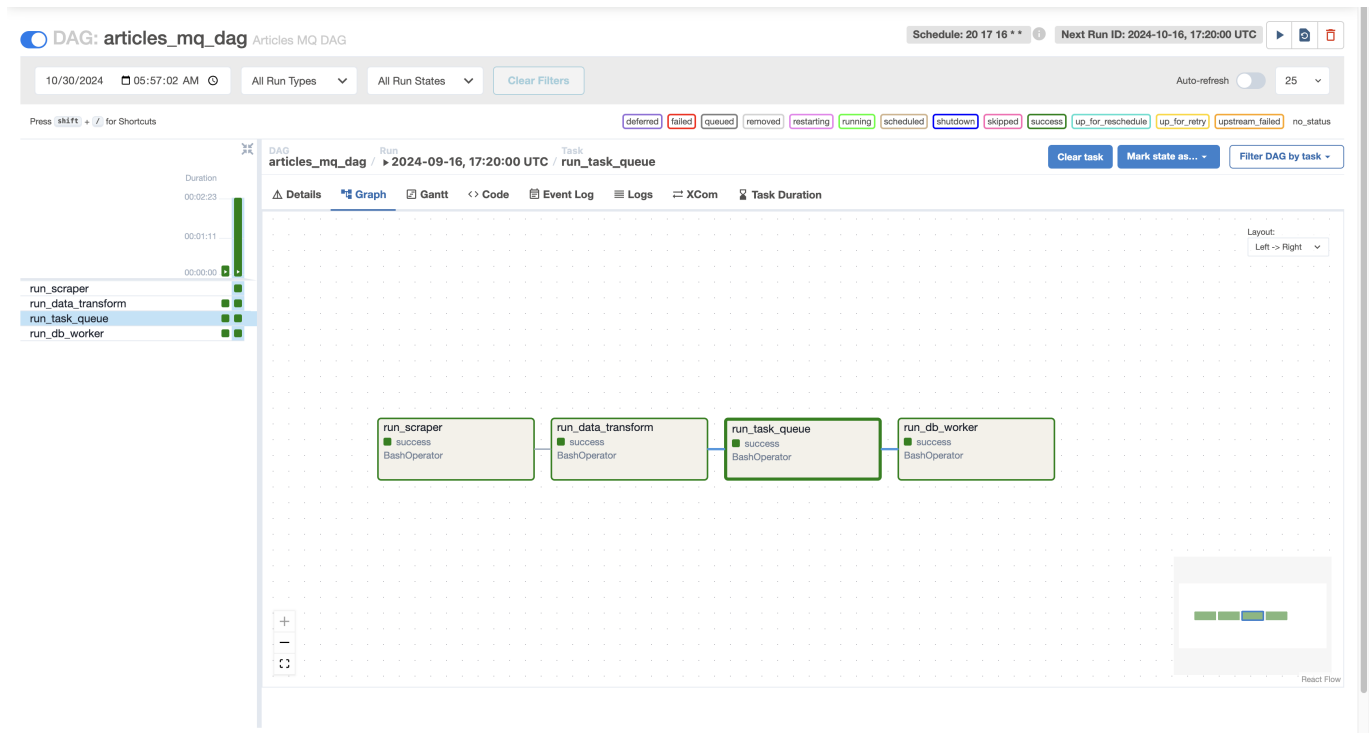 DAG: articles_mq_dag Articles MQ DAG
Schedule: 20 17 16 * * Next Run ID: 2024-10-16, 17:20:00 UTC
10/30/2024 05:57:02 AM All Run Types All Run States Clear Filters Auto-refresh 25
Press shift + / for Shortcuts deferred failed queued removed restarting running scheduled shutdown skipped success up_for_reschedule up_for_retry upstream_failed no_status
DAG Run Task
articles_mq_dag / 2024-09-16, 17:20:00 UTC / run_task_queue
Clear task Mark state as... Filter DAG by task
Duration
00:02:23
00:01:11
00:00:00
run_scraper
run_data_transform
run_task_queue
run_db_worker
Details Graph Gantt <> Code Event Log Logs XCom Task Duration
Layout:
Left -> Right
run_scraper
success
BashOperator
run_data_transform
success
BashOperator
run_task_queue
success
BashOperator
run_db_worker
success
BashOperator
React Flow